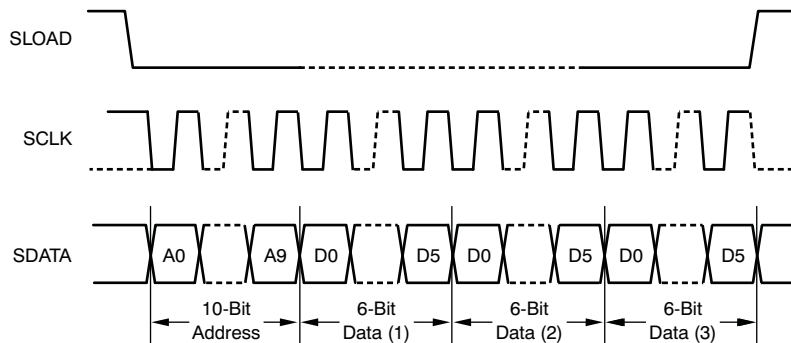 SLOAD
SCLK
SDATA
A0 A9 D0 D5 D0 D5 D0 D5
10-Bit 6-Bit 6-Bit 6-Bit
Address Data (1) Data (2) Data (3)